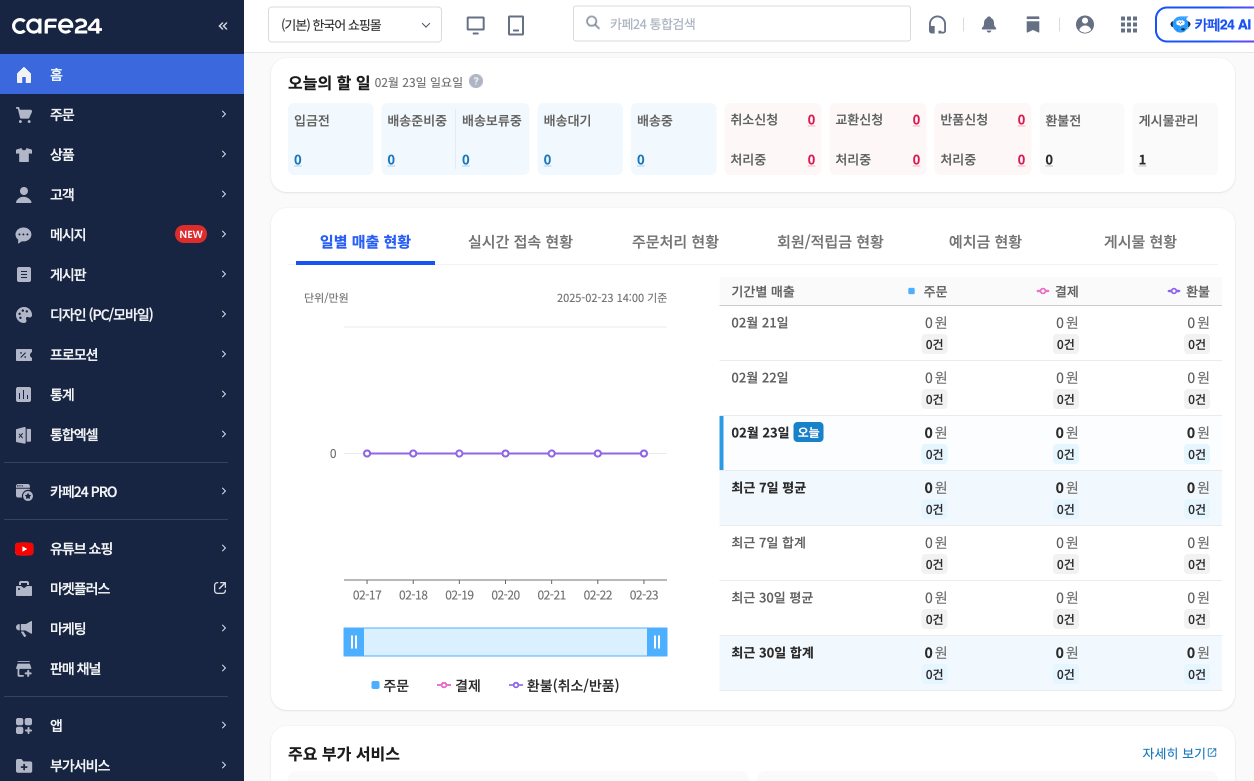 cafe24
«
홈
주문
상품
고객
메시지 NEW
게시판
디자인 (PC/모바일)
프로모션
통계
통합엑셀
카페24 PRO
유튜브 쇼핑
마켓플러스
마케팅
판매 채널
앱
부가서비스
(기본) 한국어 쇼핑몰
카페24 통합검색
카페24 AI
오늘의 할 일 02월 23일 일요일 ?
입금전 배송준비중 배송보류중 배송대기 배송중 취소신청 0 교환신청 0 반품신청 0 환불전 게시물관리
0 0 0 0 0 처리중 0 처리중 0 처리중 0 0 1
일별 매출 현황 실시간 접속 현황 주문처리 현황 회원/적립금 현황 예치금 현황 게시물 현황
단위/만원 2025-02-23 14:00 기준
0
02-17 02-18 02-19 02-20 02-21 02-22 02-23
주문 결제 환불(취소/반품)
기간별 매출 주문 결제 환불
02월 21일 0 원 0 원 0 원
0건 0건 0건
02월 22일 0 원 0 원 0 원
0건 0건 0건
02월 23일 오늘 0 원 0 원 0 원
0건 0건 0건
최근 7일 평균 0 원 0 원 0 원
0건 0건 0건
최근 7일 합계 0 원 0 원 0 원
0건 0건 0건
최근 30일 평균 0 원 0 원 0 원
0건 0건 0건
최근 30일 합계 0 원 0 원 0 원
0건 0건 0건
주요 부가 서비스 자세히 보기